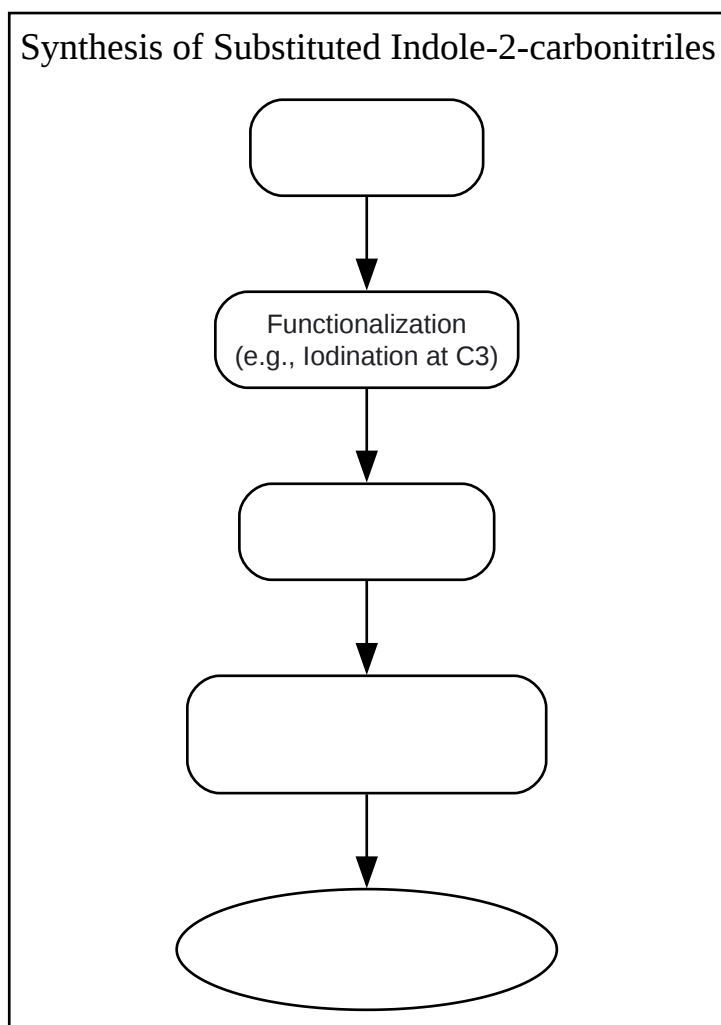 Synthesis of Substituted Indole-2-carbonitriles
Functionalization
(e.g., Iodination at C3)